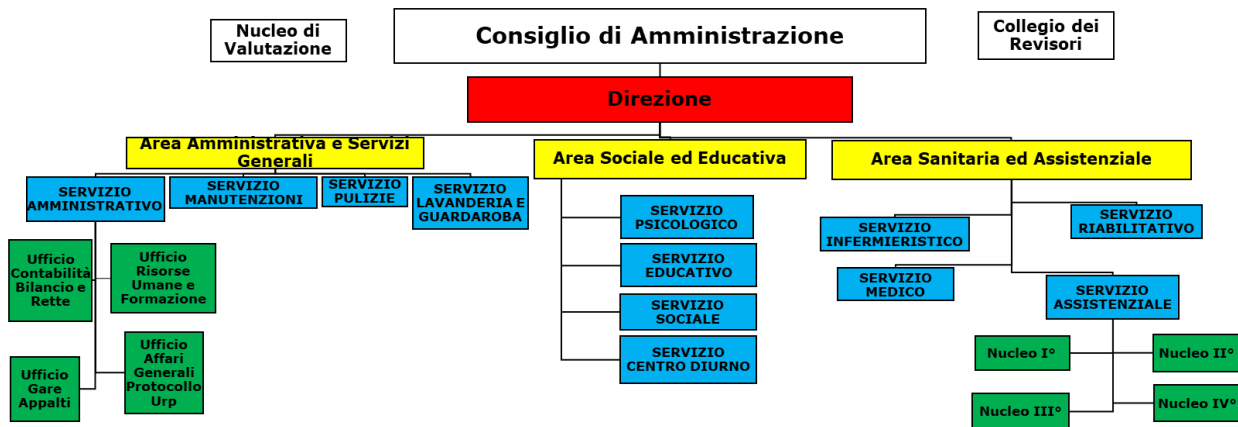 Nucleo di
Valutazione
Consiglio di Amministrazione
Collegio dei
Revisori
Direzione
Area Amministrativa e Servizi
Generali
Area Sociale ed Educativa
Area Sanitaria ed Assistenziale
SERVIZIO
AMMINISTRATIVO
SERVIZIO
MANUTENZIONI
SERVIZIO
PULIZIE
SERVIZIO
LAVANDERIA E
GUARDAROBA
Ufficio
Contabilità
Bilancio e
Rette
Ufficio
Risorse
Umane e
Formazione
Ufficio
Gare
Appalti
Ufficio
Affari
Generali
Protocollo
Urp
SERVIZIO
PSICOLOGICO
SERVIZIO
EDUCATIVO
SERVIZIO
SOCIALE
SERVIZIO
CENTRO DIURNO
SERVIZIO
INFERMIERISTICO
SERVIZIO
RIABILITATIVO
SERVIZIO
MEDICO
SERVIZIO
ASSISTENZIALE
Nucleo I°
Nucleo II°
Nucleo III°
Nucleo IV°